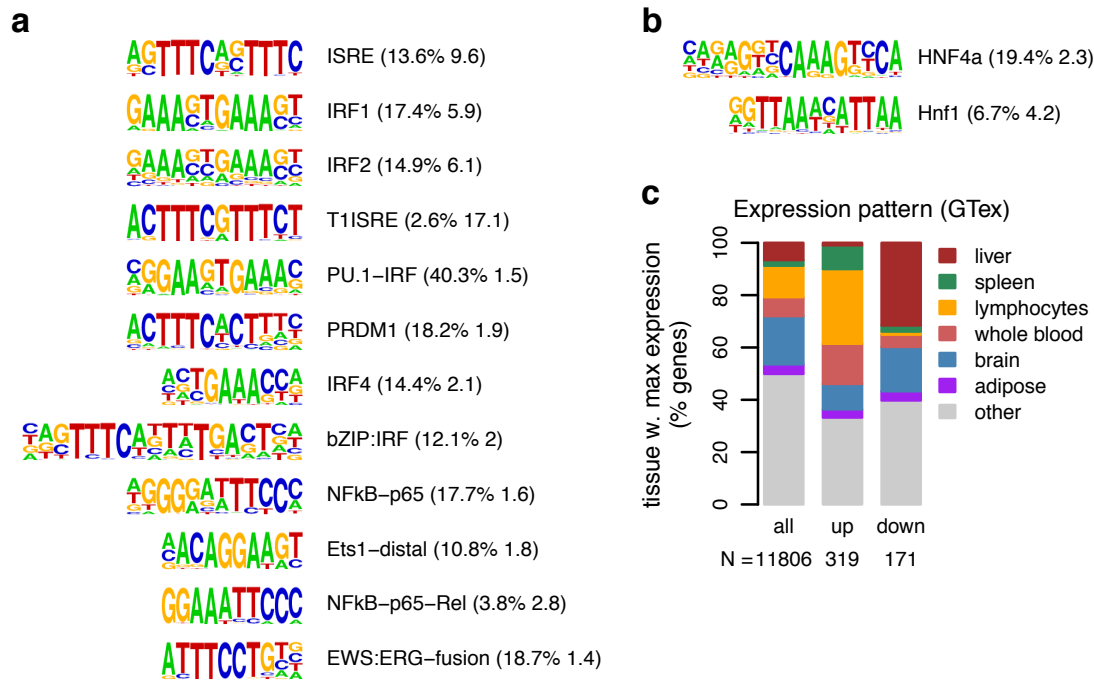 a
ISRE (13.6% 9.6)
IRF1 (17.4% 5.9)
IRF2 (14.9% 6.1)
T1ISRE (2.6% 17.1)
PU.1−IRF (40.3% 1.5)
PRDM1 (18.2% 1.9)
IRF4 (14.4% 2.1)
bZIP:IRF (12.1% 2)
NFkB−p65 (17.7% 1.6)
Ets1−distal (10.8% 1.8)
NFkB−p65−Rel (3.8% 2.8)
EWS:ERG−fusion (18.7% 1.4)
b
HNF4a (19.4% 2.3)
Hnf1 (6.7% 4.2)
c
Expression pattern (GTex)
tissue w. max expression
(% genes)
100
80
60
40
20
0
all up down
N = 11806 319 171
liver
spleen
lymphocytes
whole blood
brain
adipose
other